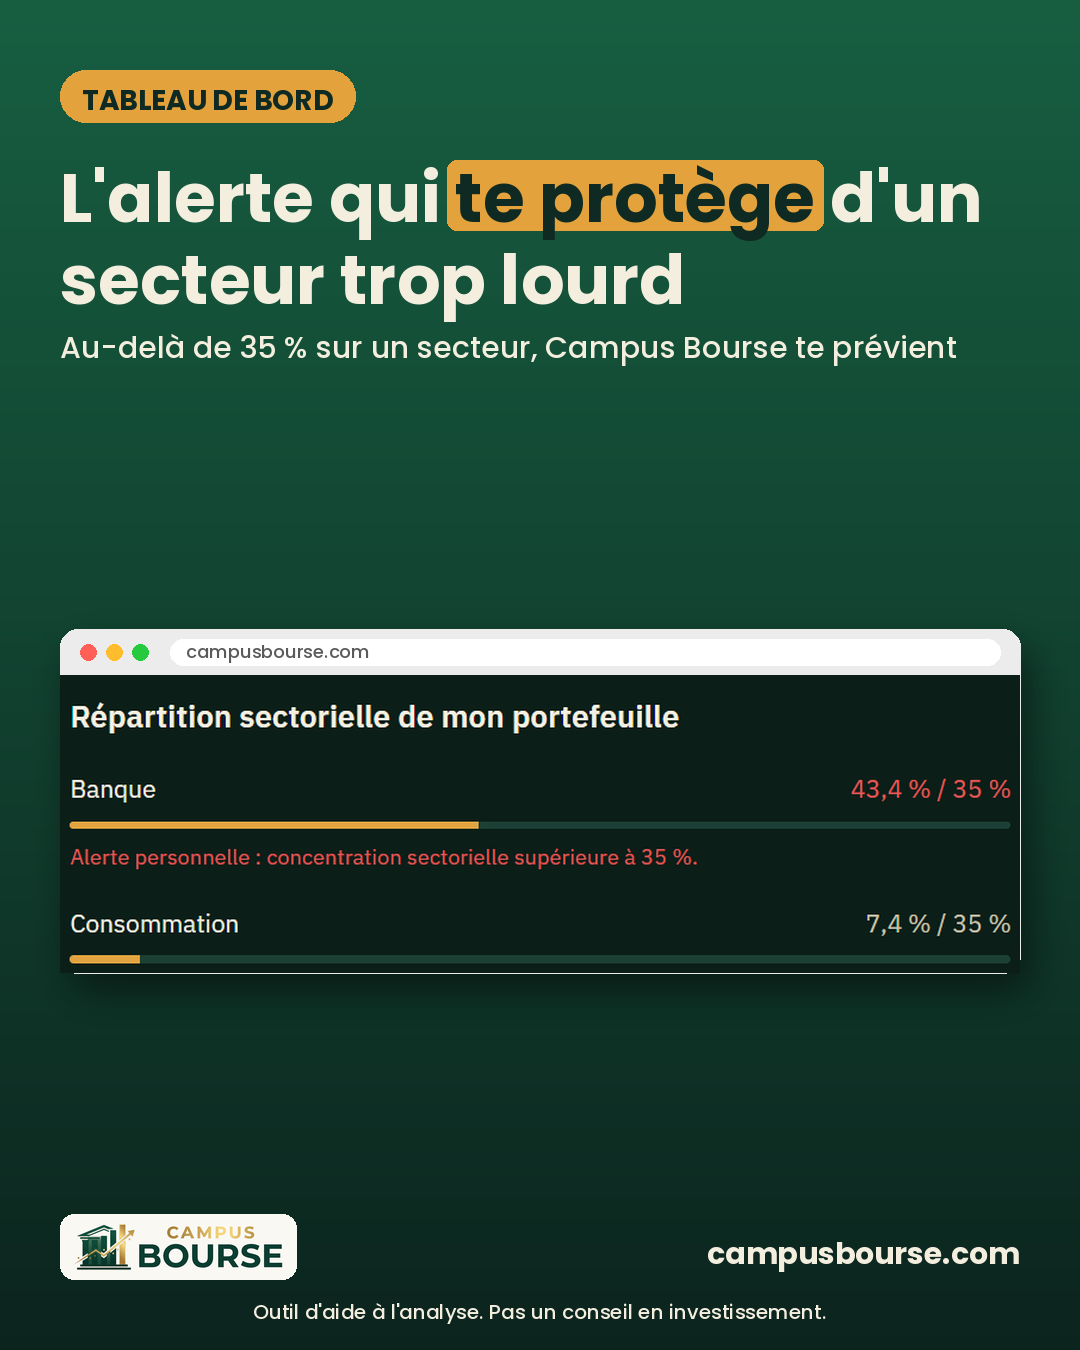 TABLEAU DE BORD
L'alerte qui te protège d'un
secteur trop lourd
Au-delà de 35 % sur un secteur, Campus Bourse te prévient
campusbourse.com
Répartition sectorielle de mon portefeuille
Banque 43,4 % / 35 %
Alerte personnelle : concentration sectorielle supérieure à 35 %.
Consommation 7,4 % / 35 %
CAMPUS
BOURSE
campusbourse.com
Outil d'aide à l'analyse. Pas un conseil en investissement.